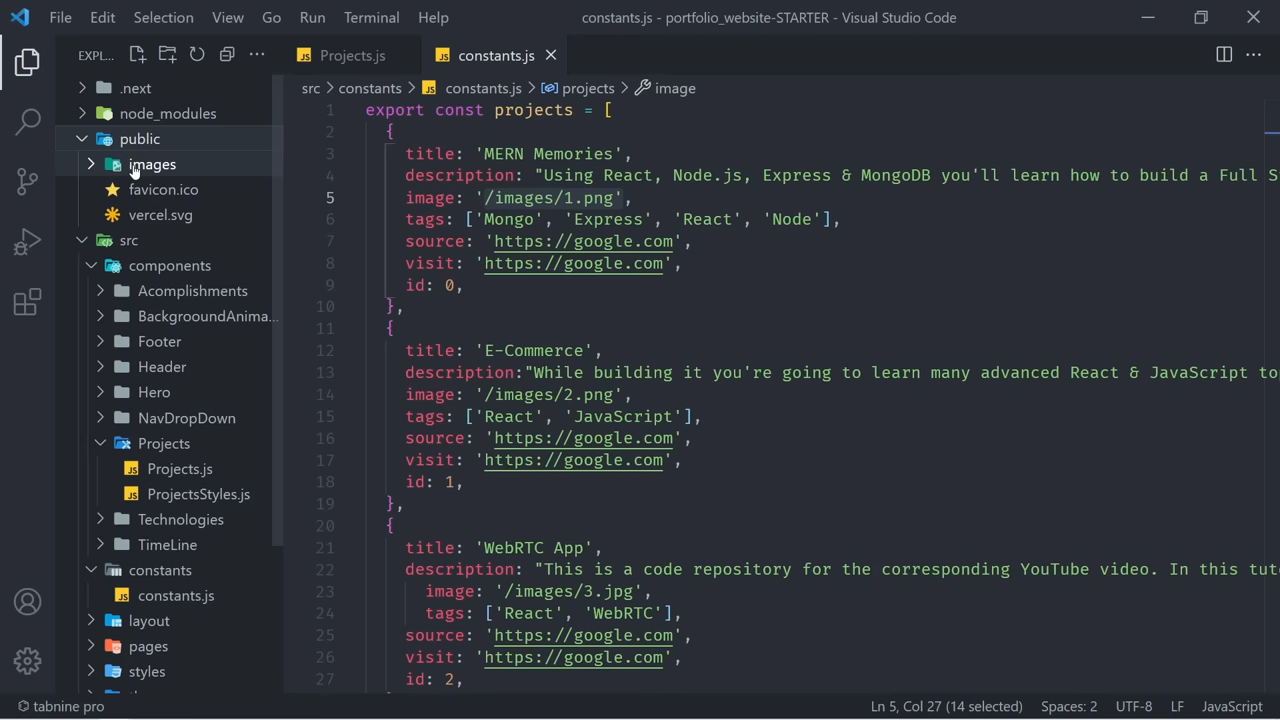 File Edit Selection View Go Run Terminal Help constants.js - portfolio_website-STARTER - Visual Studio Code
EXPL...
JS Projects.js JS constants.js
src > constants > JS constants.js > projects > image
.next
node_modules
public
images
favicon.ico
vercel.svg
src
components
Acomplishments
BackgrooundAnima...
Footer
Header
Hero
NavDropDown
Projects
JS Projects.js
JS ProjectsStyles.js
Technologies
TimeLine
constants
JS constants.js
layout
pages
styles
1 export const projects = [
2 {
3 title: 'MERN Memories',
4 description: "Using React, Node.js, Express & MongoDB you'll learn how to build a Full S
5 image: '/images/1.png',
6 tags: ['Mongo', 'Express', 'React', 'Node'],
7 source: 'https://google.com',
8 visit: 'https://google.com',
9 id: 0,
10 },
11 {
12 title: 'E-Commerce',
13 description:"While building it you're going to learn many advanced React & JavaScript to
14 image: '/images/2.png',
15 tags: ['React', 'JavaScript'],
16 source: 'https://google.com',
17 visit: 'https://google.com',
18 id: 1,
19 },
20 {
21 title: 'WebRTC App',
22 description: "This is a code repository for the corresponding YouTube video. In this tut
23 image: '/images/3.jpg',
24 tags: ['React', 'WebRTC'],
25 source: 'https://google.com',
26 visit: 'https://google.com',
27 id: 2,
tabnine pro Ln 5, Col 27 (14 selected) Spaces: 2 UTF-8 LF JavaScript